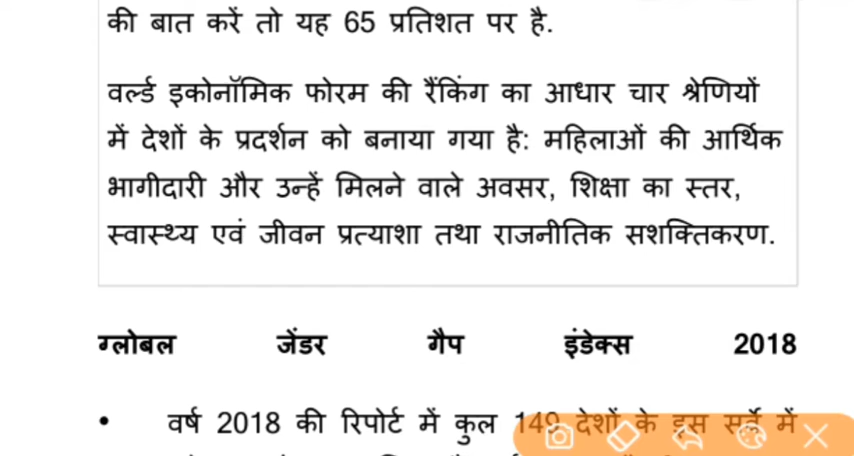 की बात करें तो यह 65 प्रतिशत पर है.
वर्ल्ड इकोनॉमिक फोरम की रैंकिंग का आधार चार श्रेणियों
में देशों के प्रदर्शन को बनाया गया है: महिलाओं की आर्थिक
भागीदारी और उन्हें मिलने वाले अवसर, शिक्षा का स्तर,
स्वास्थ्य एवं जीवन प्रत्याशा तथा राजनीतिक सशक्तिकरण.
ग्लोबल जेंडर गैप इंडेक्स 2018
• वर्ष 2018 की रिपोर्ट में कुल 149 देशों के इस सर्वे में